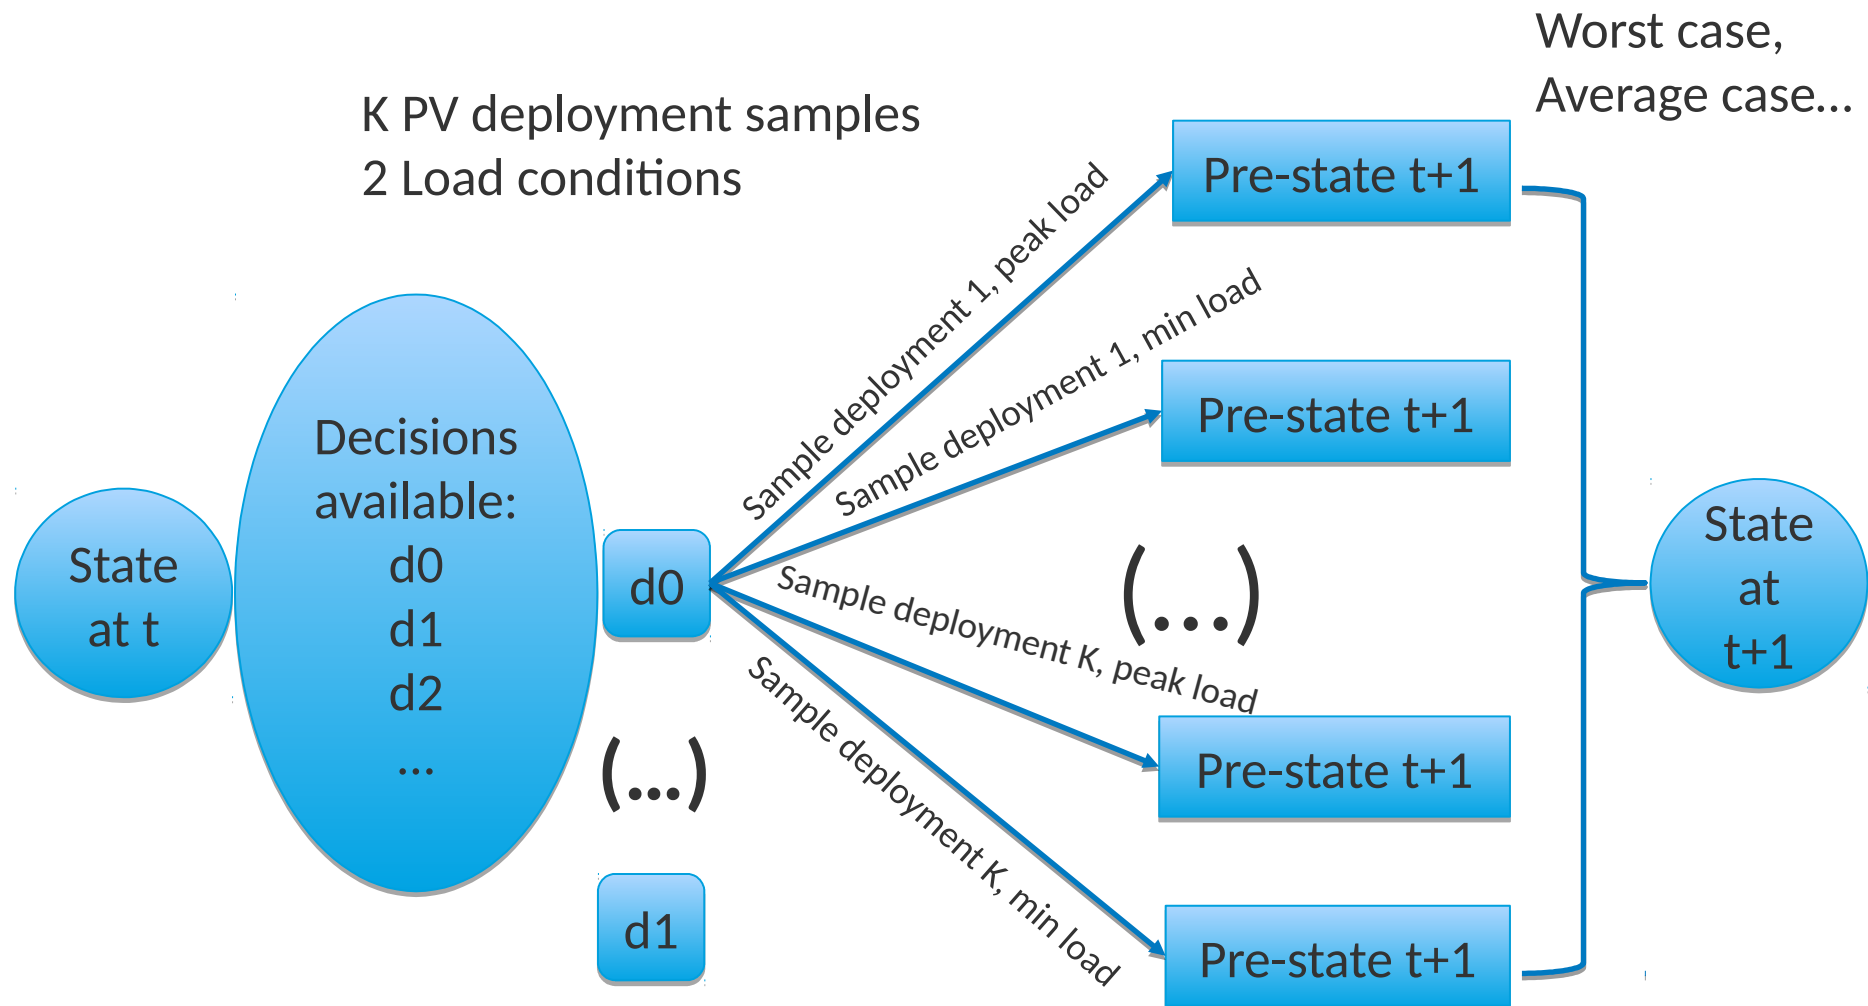 Worst case,
Average case...
K PV deployment samples
2 Load conditions
Pre-state t+1
Sample deployment 1, peak load
Sample deployment 1, min load
Pre-state t+1
Decisions
available:
d0
d1
d2
...
State
at t
d0
(...)
d1
Sample deployment K, peak load
Sample deployment K, min load
(...)
Pre-state t+1
Pre-state t+1
State
at
t+1